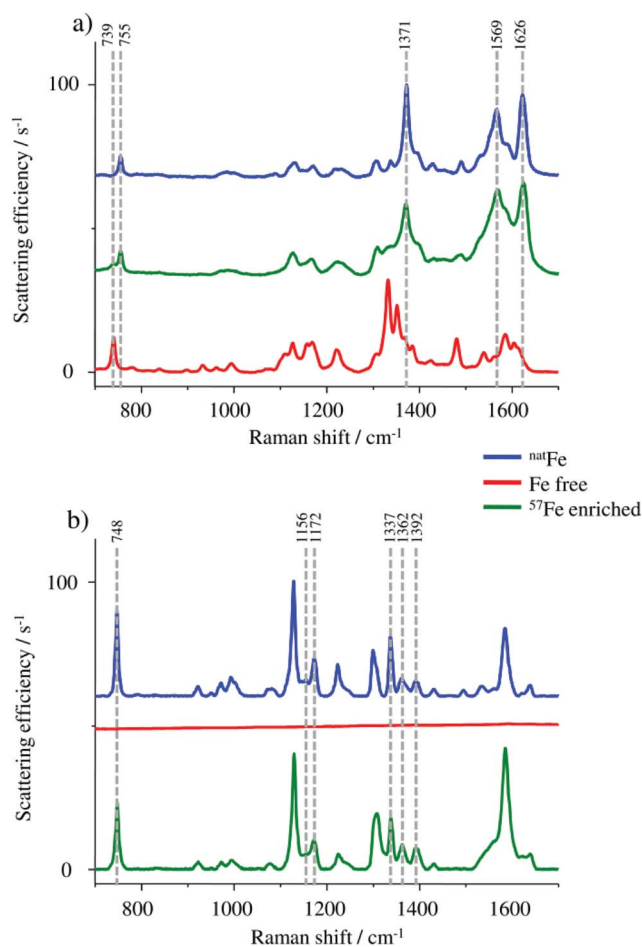 a)
739
755
1371
1569
1626
100
0
Scattering efficiency / s-1
800
1000
1200
1400
1600
Raman shift / cm-1
natFe
Fe free
57Fe enriched
b)
748
1156
1172
1337
1362
1392
100
0
Scattering efficiency / s-1
800
1000
1200
1400
1600
Raman shift / cm-1